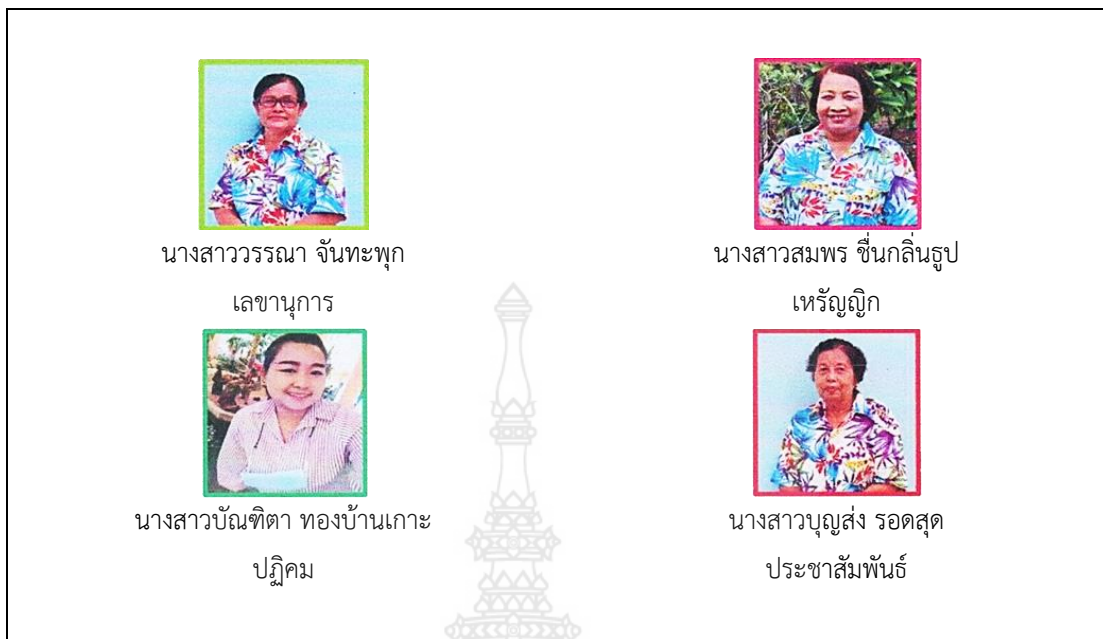 นางสาววรรณา จันทะพุก
เลขานุการ
นางสาวสมพร ชื่นกลิ่นธูป
เหรัญญิก
นางสาวบัณฑิตา ทองบ้านเกาะ
ปฏิคม
นางสาวบุญส่ง รอดสุด
ประชาสัมพันธ์